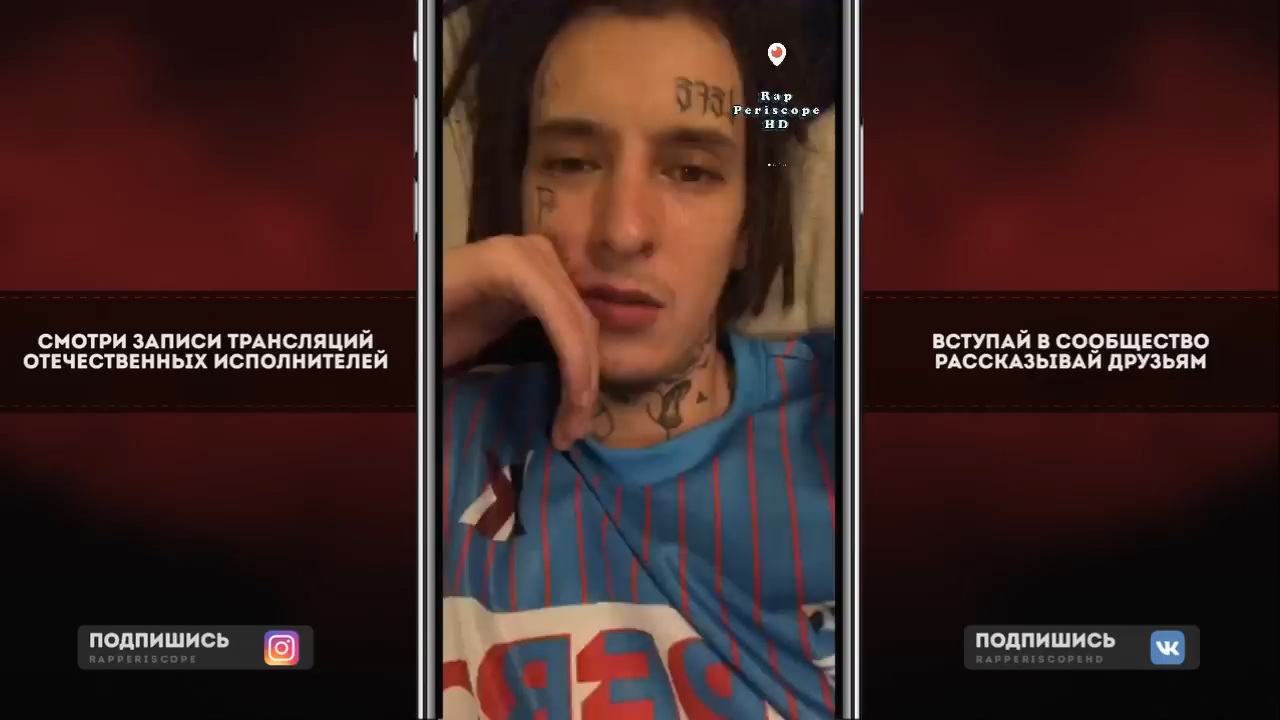 Rap
Periscope
HD
СМОТРИ ЗАПИСИ ТРАНСЛЯЦИЙ
ОТЕЧЕСТВЕННЫХ ИСПОЛНИТЕЛЕЙ
ВСТУПАЙ В СООБЩЕСТВО
РАССКАЗЫВАЙ ДРУЗЬЯМ
ПОДПИШИСЬ
RAPPERISCOPE
ПОДПИШИСЬ
RAPPERISCOPEHD